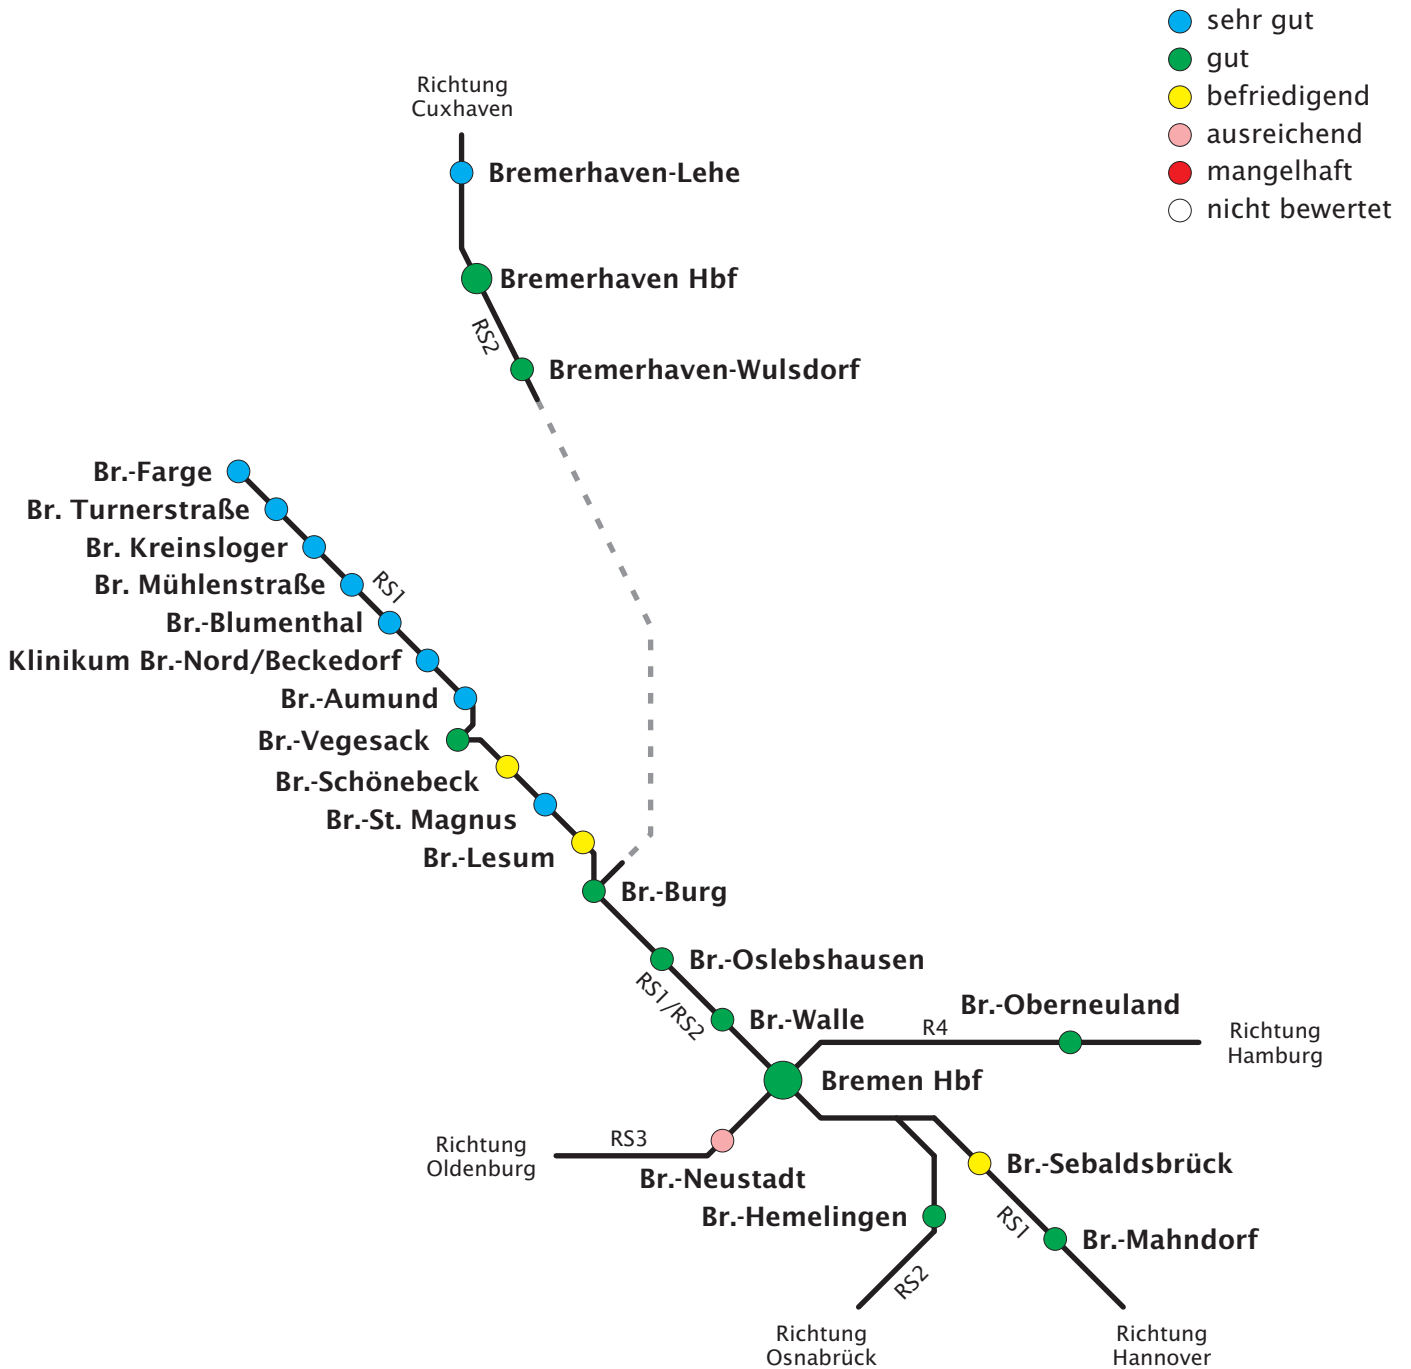 sehr gut
gut
befriedigend
ausreichend
mangelhaft
nicht bewertet
Richtung
Cuxhaven
Bremerhaven-Lehe
Bremerhaven Hbf
RS2
Bremerhaven-Wulsdorf
Br.-Farge
Br. Turnerstraße
Br. Kreinsloger
Br. Mühlenstraße
RS1
Br.-Blumenthal
Klinikum Br.-Nord/Beckedorf
Br.-Aumund
Br.-Vegesack
Br.-Schönebeck
Br.-St. Magnus
Br.-Lesum
Br.-Burg
Br.-Oslebshausen
RS1/RS2
Br.-Walle
Br.-Oberneuland
R4
Richtung
Hamburg
Bremen Hbf
RS3
Richtung
Oldenburg
Br.-Neustadt
Br.-Sebaldsbrück
Br.-Hemelingen
RS1
Br.-Mahndorf
RS2
Richtung
Osnabrück
Richtung
Hannover